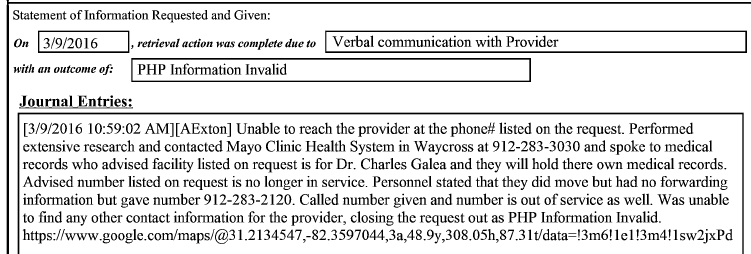 Statement of Information Requested and Given:
On 3/9/2016 , retrieval action was complete due to Verbal communication with Provider
with an outcome of: PHP Information Invalid
Journal Entries:
[3/9/2016 10:59:02 AM][AExton] Unable to reach the provider at the phone# listed on the request. Performed
extensive research and contacted Mayo Clinic Health System in Waycross at 912-283-3030 and spoke to medical
records who advised facility listed on request is for Dr. Charles Galea and they will hold there own medical records.
Advised number listed on request is no longer in service. Personnel stated that they did move but had no forwarding
information but gave number 912-283-2120. Called number given and number is out of service as well. Was unable
to find any other contact information for the provider, closing the request out as PHP Information Invalid.
https://www.google.com/maps/@31.2134547,-82.3597044,3a,48.9y,308.05h,87.31t/data=!3m6!1e1!3m4!1sw2jxPd